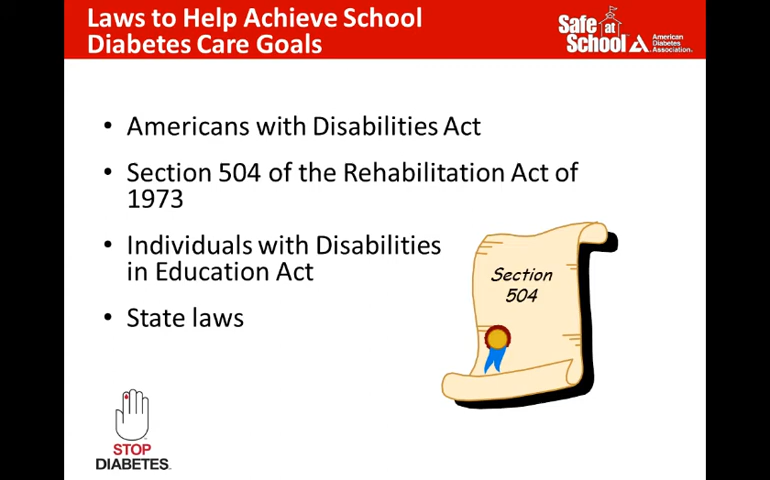 Laws to Help Achieve School
Diabetes Care Goals
Safe at
School
American
Diabetes
Association.
• Americans with Disabilities Act
• Section 504 of the Rehabilitation Act of
1973
• Individuals with Disabilities
in Education Act
• State laws
Section
504
STOP
DIABETES.